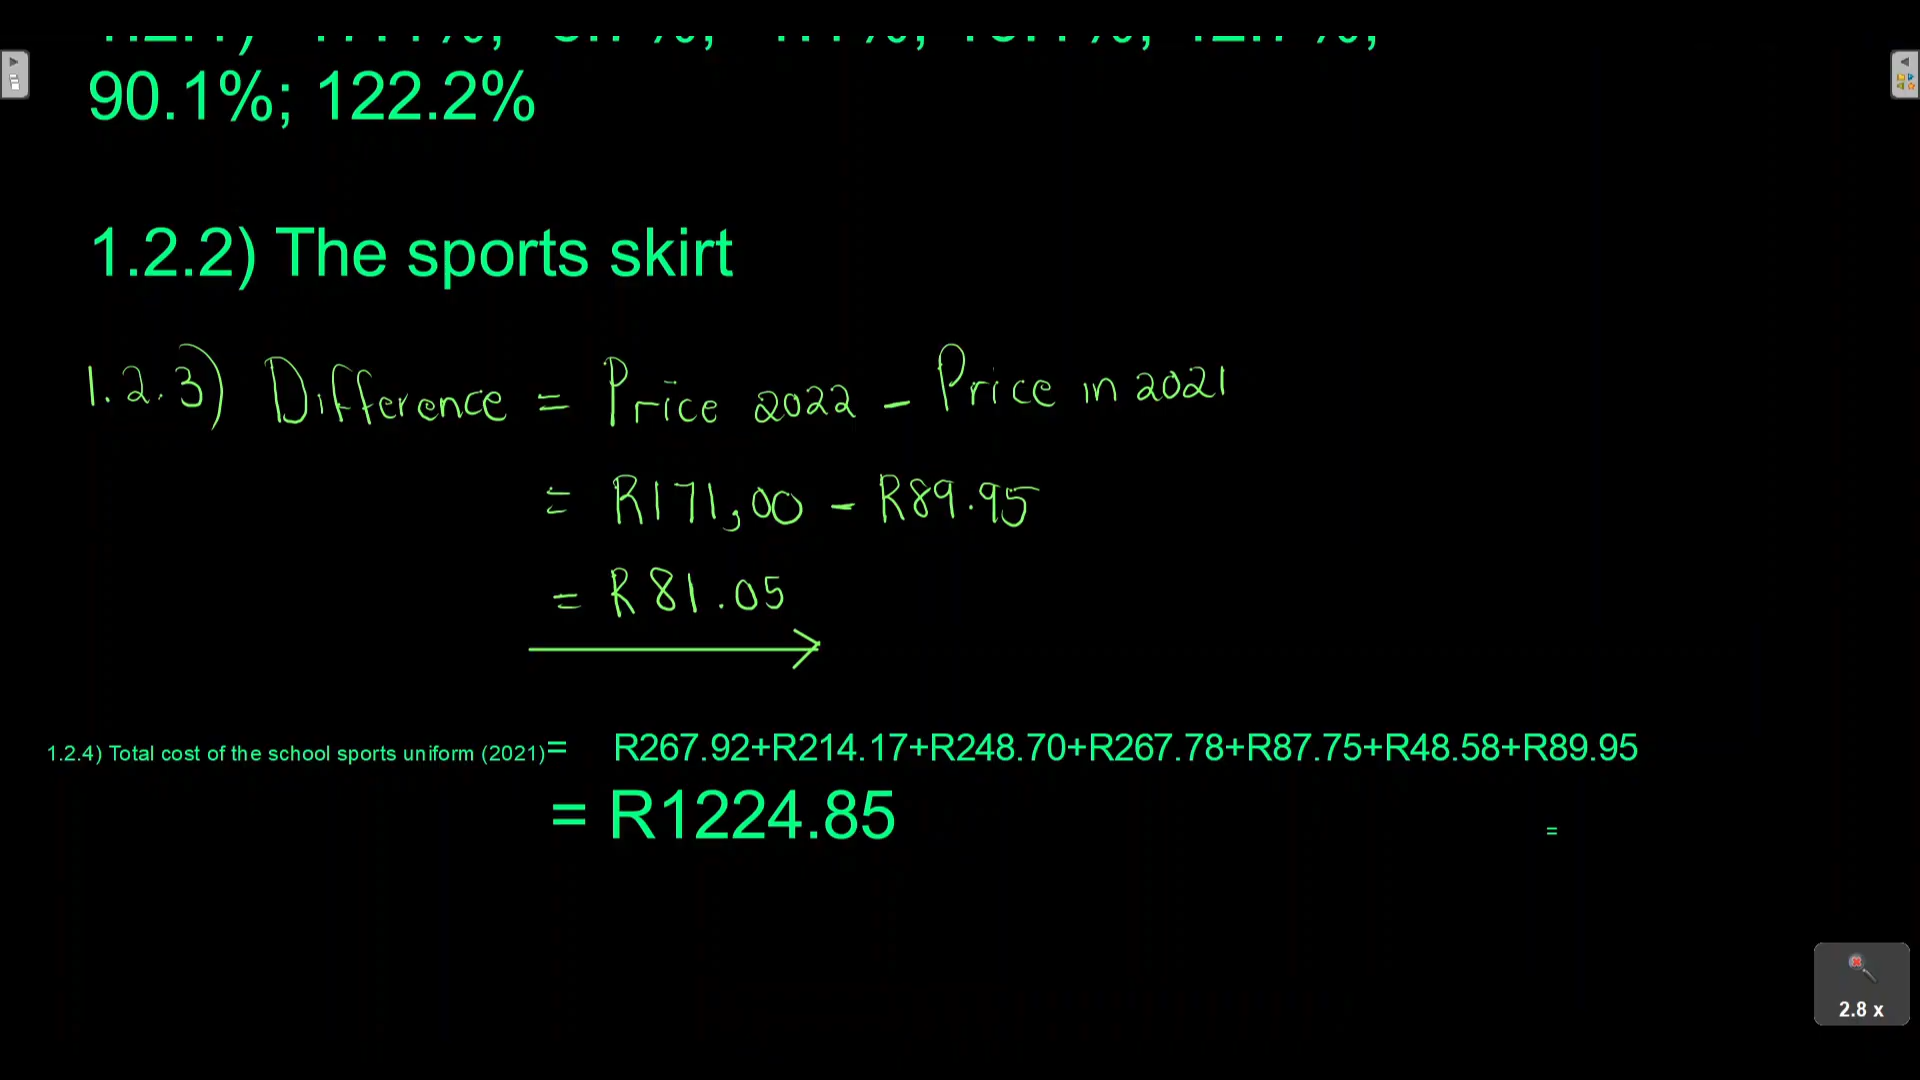 90.1%; 122.2%
1.2.2) The sports skirt
1.2.3) Difference = Price 2022 - Price in 2021
= R171,00 - R89.95
= R81.05
1.2.4) Total cost of the school sports uniform (2021)= R267.92+R214.17+R248.70+R267.78+R87.75+R48.58+R89.95
= R1224.85
=
2.8 x